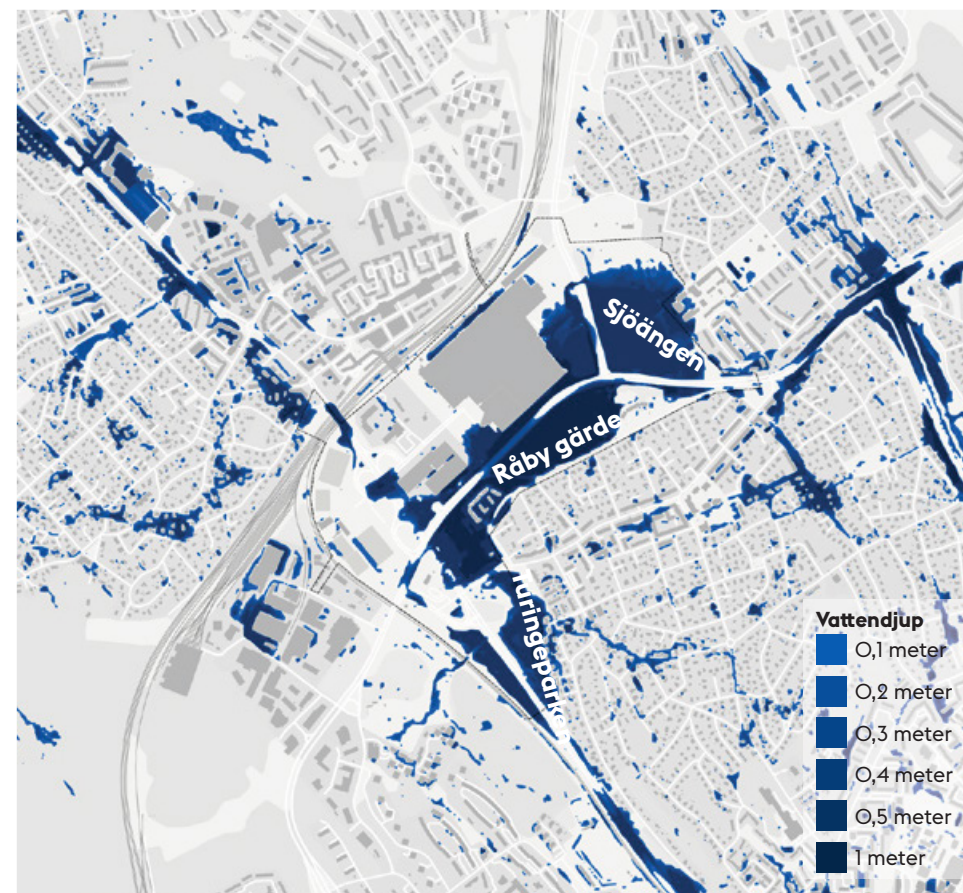 Sjöängen
Råby gärde
Vattendjup
0,1 meter
0,2 meter
0,3 meter
0,4 meter
0,5 meter
1 meter